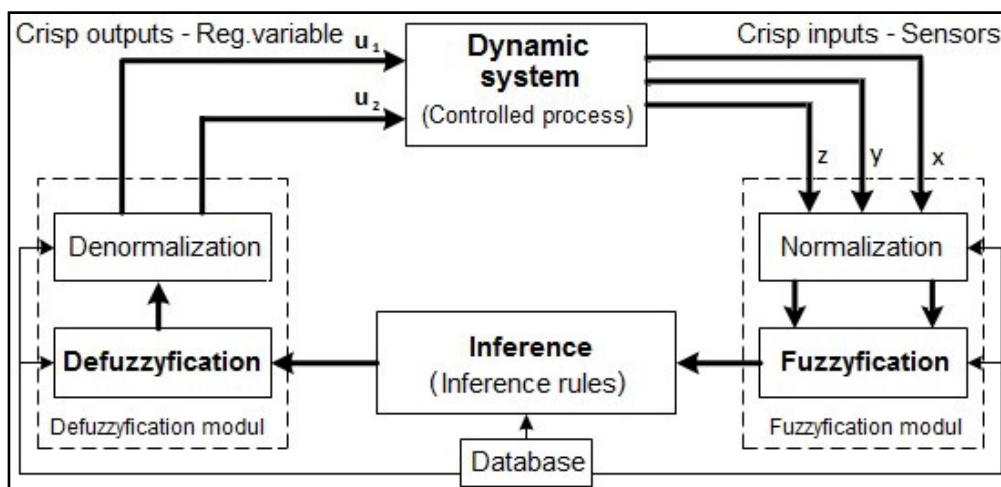 Crisp outputs - Reg.variable
u₁
u₂
Dynamic
system
(Controlled process)
Crisp inputs - Sensors
z
y
x
Denormalization
Defuzzyfication
Defuzzyfication modul
Inference
(Inference rules)
Database
Normalization
Fuzzyfication
Fuzzyfication modul